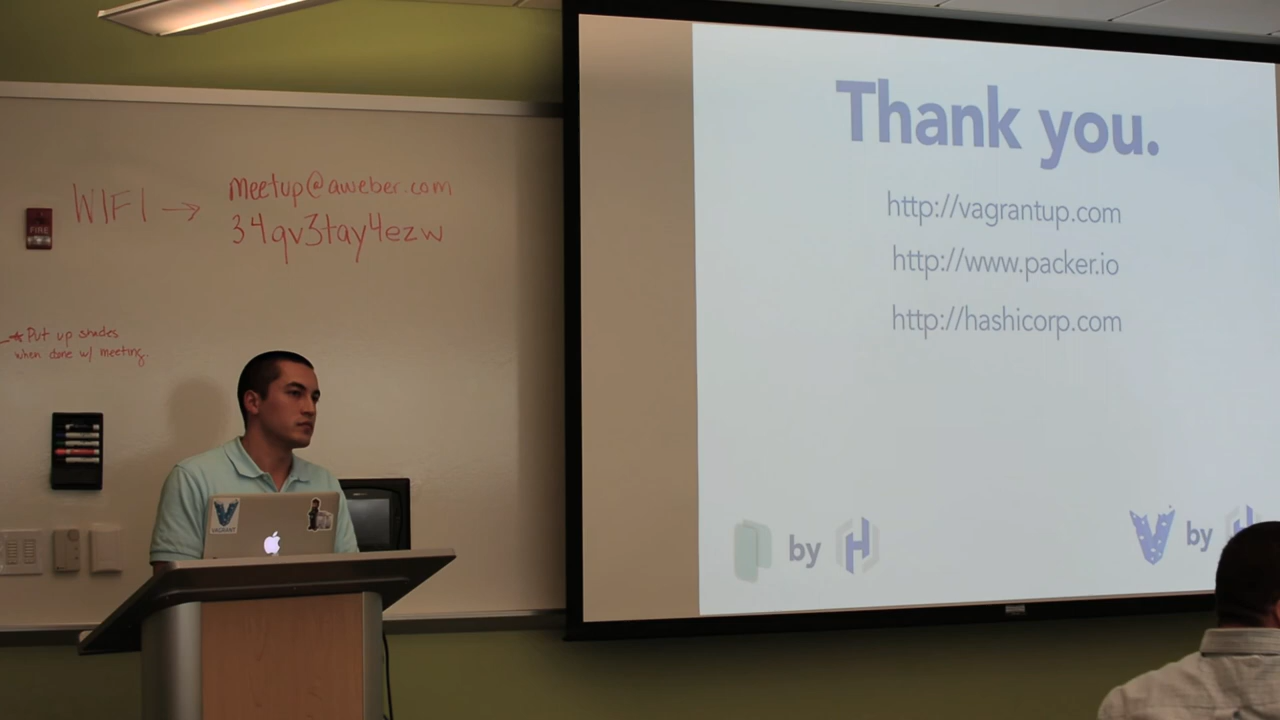 WIFI → meetup@aweber.com
34qv3tay4ezw
FIRE
★ Put up shades
when done w/ meeting.
VAGRANT
Thank you.
http://vagrantup.com
http://www.packer.io
http://hashicorp.com
by H
V by H